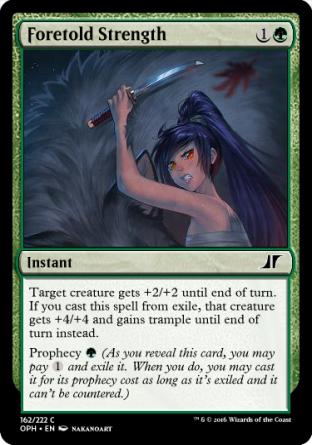 Foretold Strength 1
Instant
Target creature gets +2/+2 until end of turn.
If you cast this spell from exile, that creature
gets +4/+4 and gains trample until end of
turn instead.
Prophecy (As you reveal this card, you may
pay 1 and exile it. When you do, you may cast
it for its prophecy cost as long as it's exiled and it
can't be countered.)
162/222 C
OPH • EN NAKANOART
™ & © 2016 Wizards of the Coast